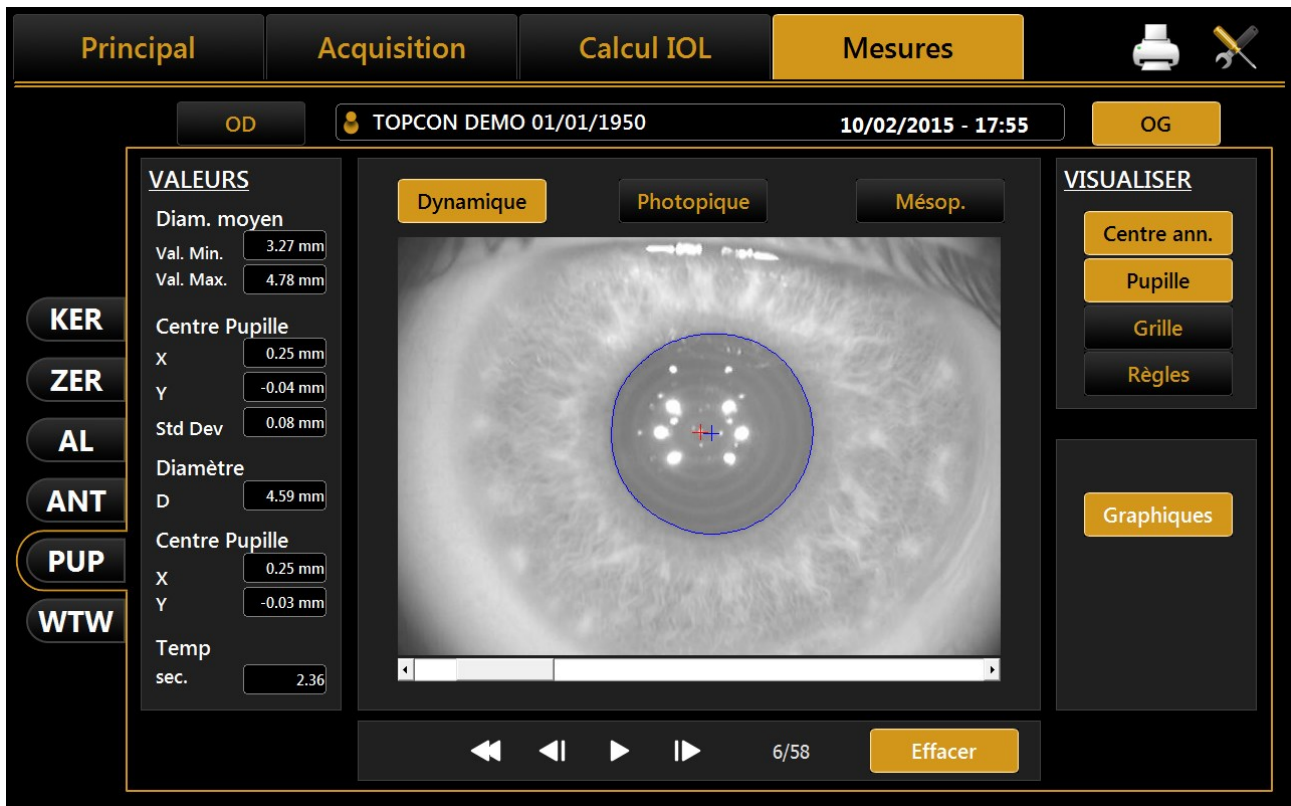 Principal Acquisition Calcul IOL Mesures
OD TOPCON DEMO 01/01/1950 10/02/2015 - 17:55 OG
VALEURS
Diam. moyen
Val. Min. 3.27 mm
Val. Max. 4.78 mm
Centre Pupille
X 0.25 mm
Y -0.04 mm
Std Dev 0.08 mm
Diamètre
D 4.59 mm
Centre Pupille
X 0.25 mm
Y -0.03 mm
Temp
sec. 2.36
Dynamique Photopique Mésop.
VISUALISER
Centre ann.
Pupille
Grille
Règles
Graphiques
KER
ZER
AL
ANT
PUP
WTW
6/58 Effacer